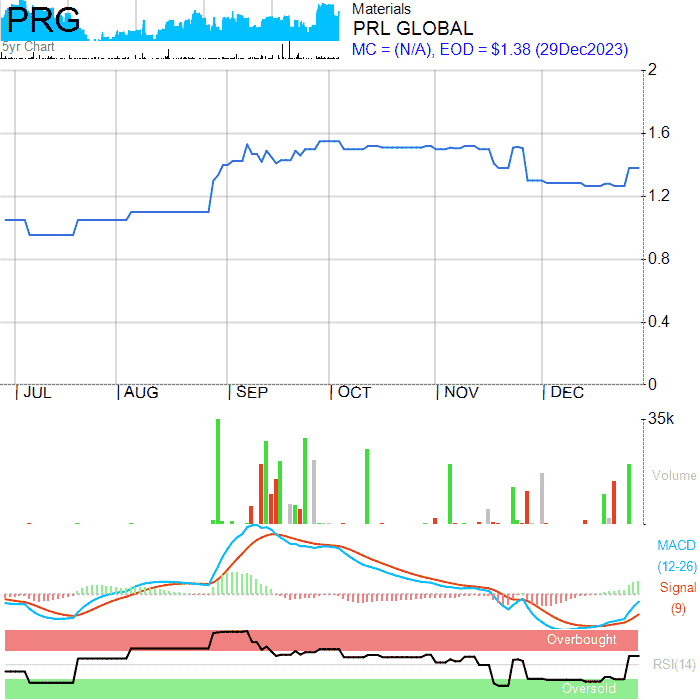 PRG
5yr Chart
Materials
PRL GLOBAL
MC = (N/A), EOD = $1.38 (29Dec2023)
2
1.6
1.2
0.8
0.4
0
JUL AUG SEP OCT NOV DEC
35k
Volume
MACD
(12-26)
Signal
(9)
Overbought
RSI(14)
Oversold